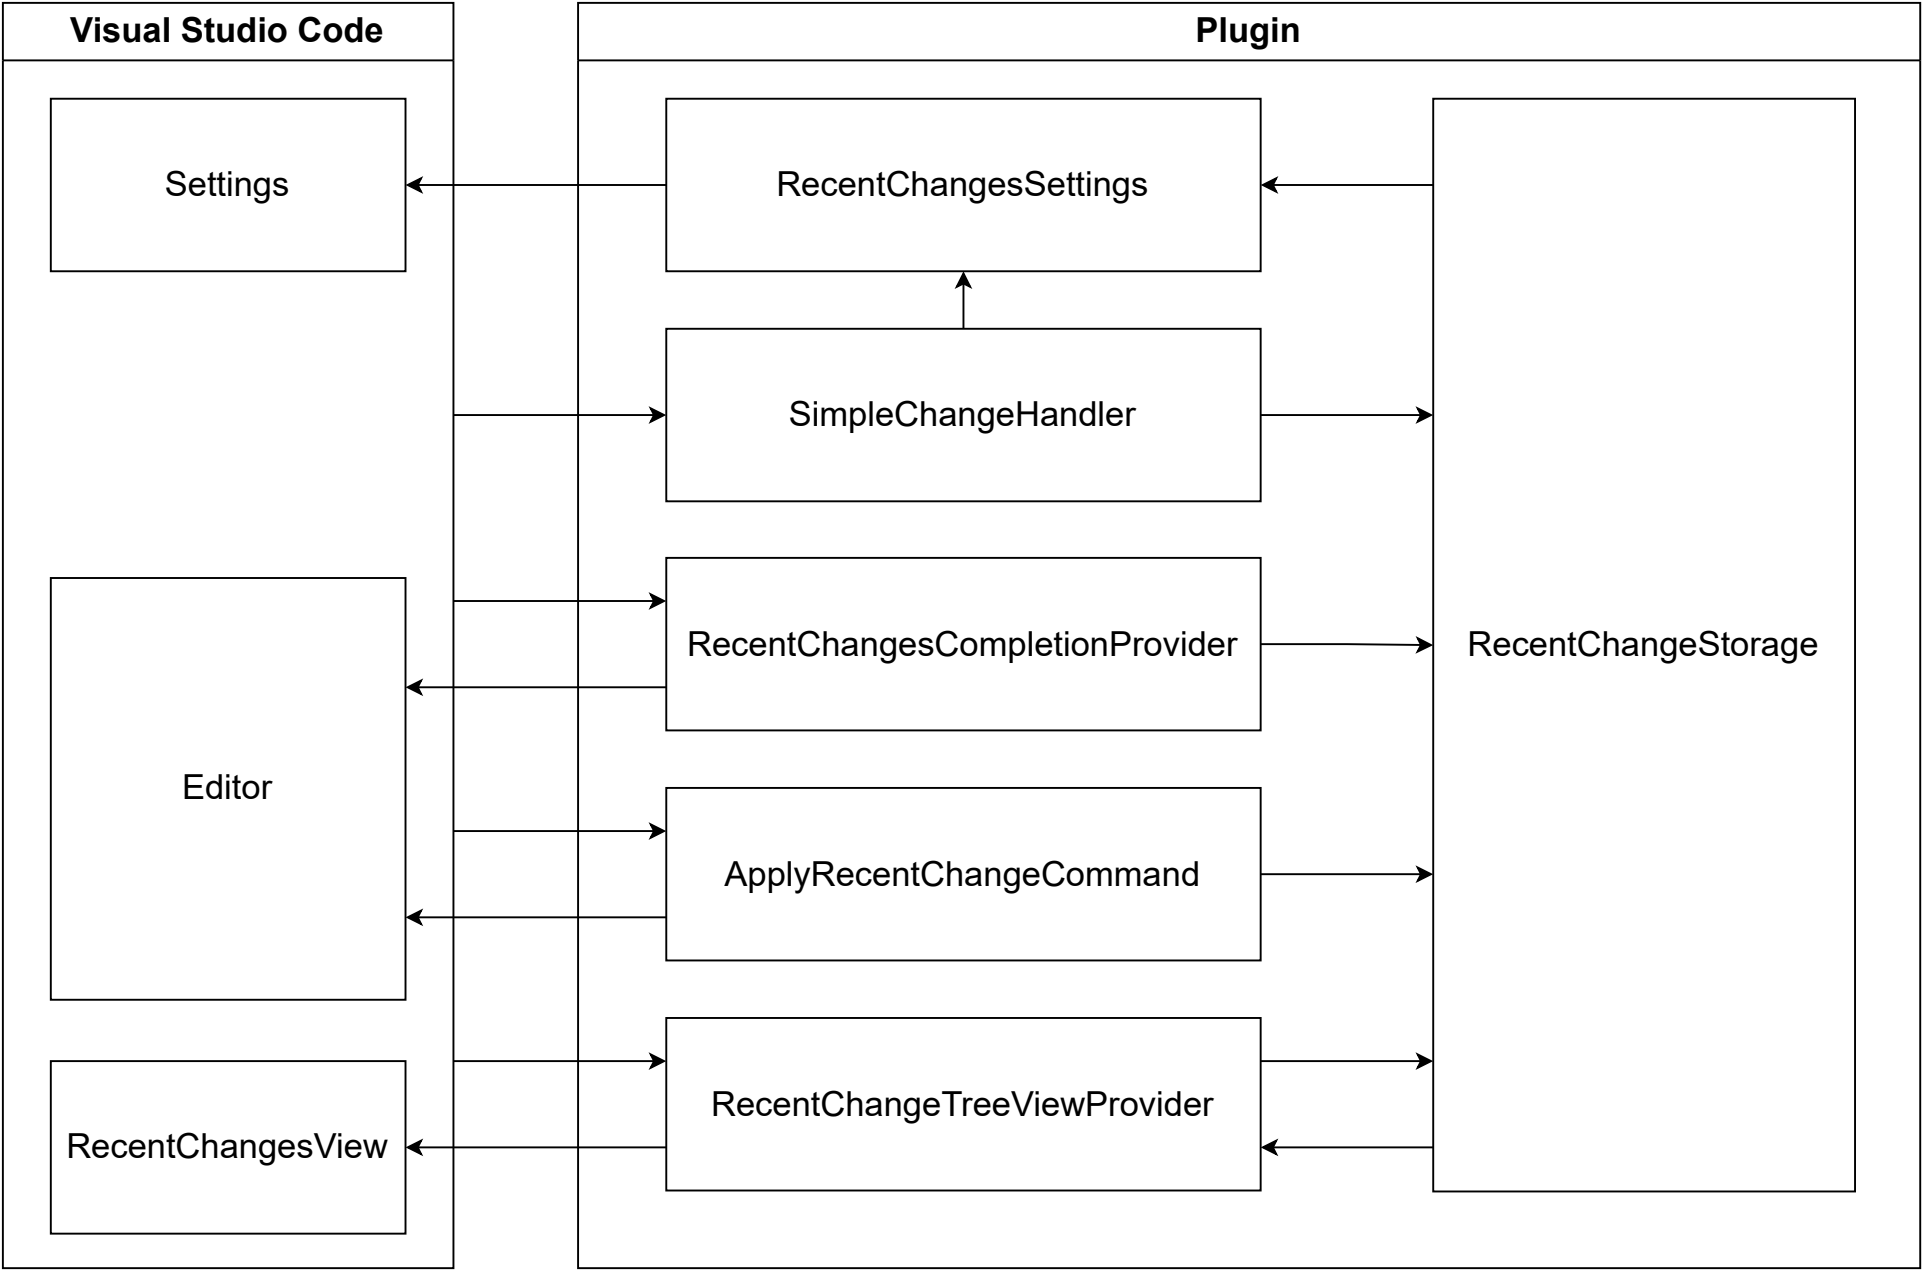 Visual Studio Code
Plugin
Settings
RecentChangesSettings
SimpleChangeHandler
RecentChangesCompletionProvider
RecentChangeStorage
Editor
ApplyRecentChangeCommand
RecentChangeTreeViewProvider
RecentChangesView